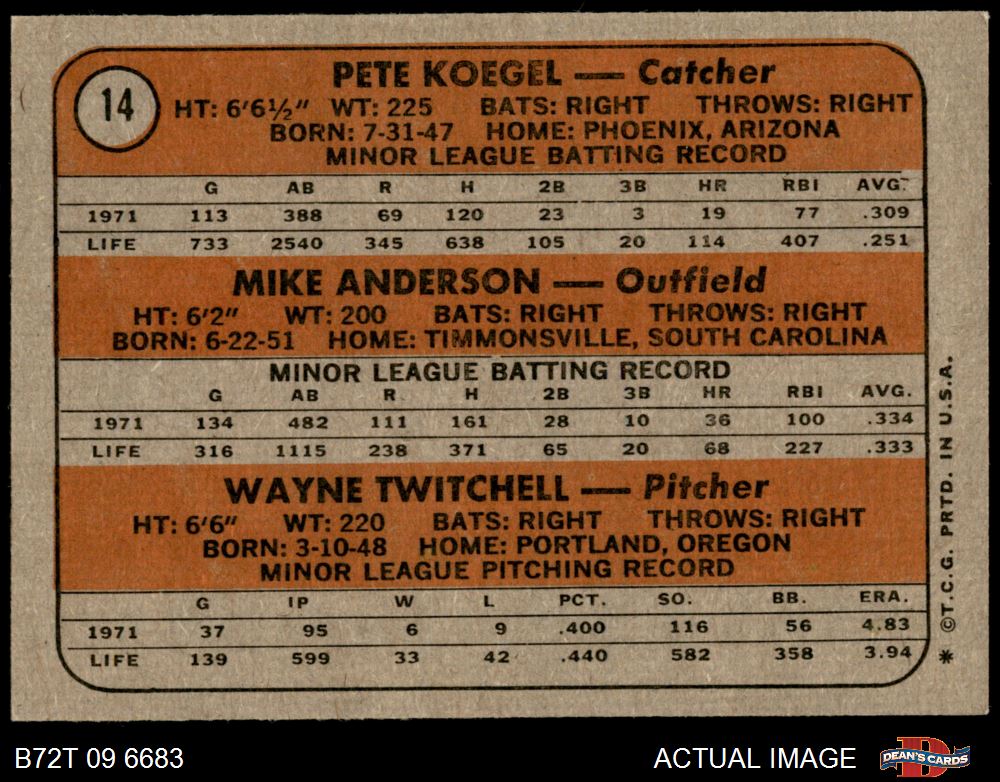 14
PETE KOEGEL — Catcher
HT: 6'6½" WT: 225 BATS: RIGHT THROWS: RIGHT
BORN: 7-31-47 HOME: PHOENIX, ARIZONA
MINOR LEAGUE BATTING RECORD
G AB R H 2B 3B HR RBI AVG.
1971 113 388 69 120 23 3 19 77 .309
LIFE 733 2540 345 638 105 20 114 407 .251
MIKE ANDERSON — Outfield
HT: 6'2" WT: 200 BATS: RIGHT THROWS: RIGHT
BORN: 6-22-51 HOME: TIMMONSVILLE, SOUTH CAROLINA
MINOR LEAGUE BATTING RECORD
G AB R H 2B 3B HR RBI AVG.
1971 134 482 111 161 28 10 36 100 .334
LIFE 316 1115 238 371 65 20 68 227 .333
WAYNE TWITCHELL — Pitcher
HT: 6'6" WT: 220 BATS: RIGHT THROWS: RIGHT
BORN: 3-10-48 HOME: PORTLAND, OREGON
MINOR LEAGUE PITCHING RECORD
G IP W L PCT. SO. BB. ERA.
1971 37 95 6 9 .400 116 56 4.83
LIFE 139 599 33 42 .440 582 358 3.94
* ©T.C.G. PRTD. IN U.S.A.
B72T 09 6683
ACTUAL IMAGE
D
DEAN'S CARDS